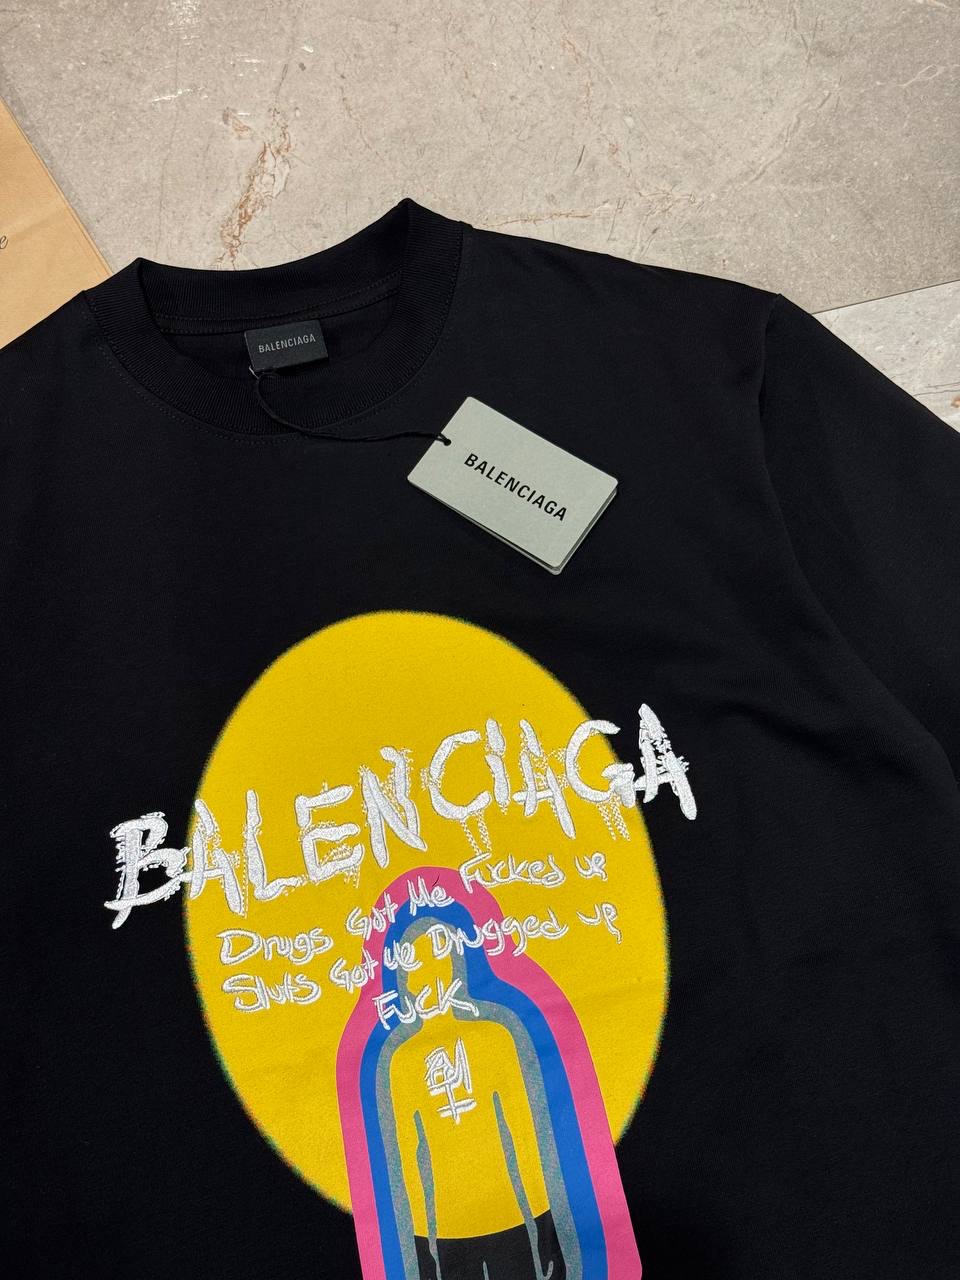 e
BALENCIAGA
BALENCIAGA
BALENCIAGA
Drugs Got Me Fucked up
Sluts Got Me Drugged up
FUCK